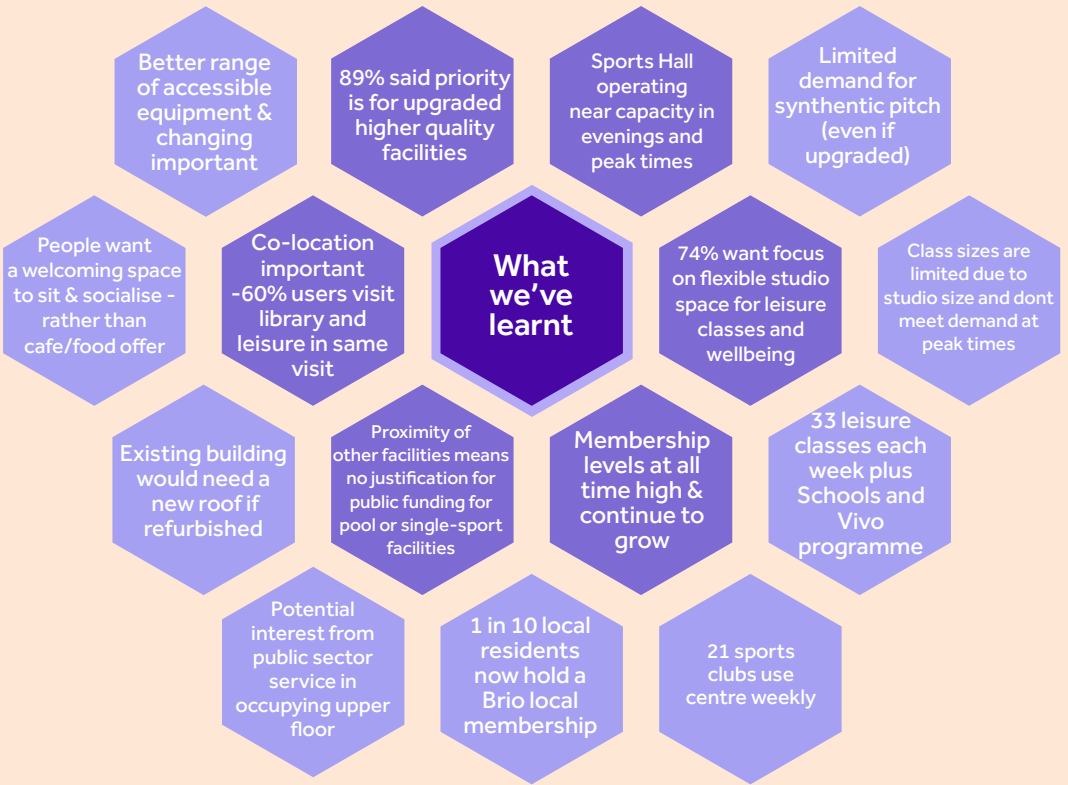 Better range
of accessible
equipment &
changing
important
89% said priority
is for upgraded
higher quality
facilities
Sports Hall
operating
near capacity in
evenings and
peak times
Limited
demand for
synthentic pitch
(even if
upgraded)
People want
a welcoming space
to sit & socialise -
rather than
cafe/food offer
Co-location
important
-60% users visit
library and
leisure in same
visit
What
we've
learnt
74% want focus
on flexible studio
space for leisure
classes and
wellbeing
Class sizes are
limited due to
studio size and dont
meet demand at
peak times
Existing building
would need a
new roof if
refurbished
Proximity of
other facilities means
no justification for
public funding for
pool or single-sport
facilities
Membership
levels at all
time high &
continue to
grow
33 leisure
classes each
week plus
Schools and
Vivo
programme
Potential
interest from
public sector
service in
occupying upper
floor
1 in 10 local
residents
now hold a
Brio local
membership
21 sports
clubs use
centre weekly